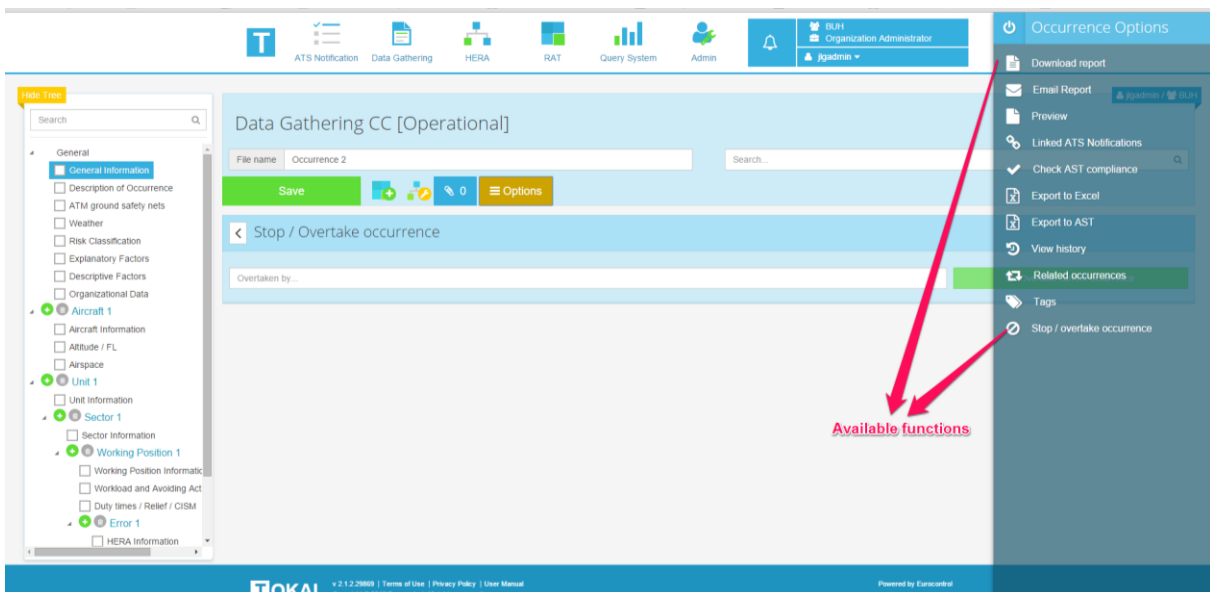 T
ATS Notification
Data Gathering
HERA
RAT
Query System
Admin
BUH
Organization Administrator
jlgadmin
Occurrence Options
Download report
Email Report
Preview
Linked ATS Notifications
Check AST compliance
Export to Excel
Export to AST
View history
Related occurrences
Tags
Stop / overtake occurrence
Hide Tree
Search
General
General Information
Description of Occurrence
ATM ground safety nets
Weather
Risk Classification
Explanatory Factors
Descriptive Factors
Organizational Data
Aircraft 1
Aircraft Information
Altitude / FL
Airspace
Unit 1
Unit Information
Sector 1
Sector Information
Working Position 1
Working Position Informatic
Workload and Avoiding Act
Duty times / Relief / CISM
Error 1
HERA Information
jlgadmin / BUH
Data Gathering CC [Operational]
File name Occurrence 2
Search...
Save
0
Options
Stop / Overtake occurrence
Overtaken by...
Available functions
TOKAI
v 2.1.2.29869 | Terms of Use | Privacy Policy | User Manual
Powered by Eurocontrol